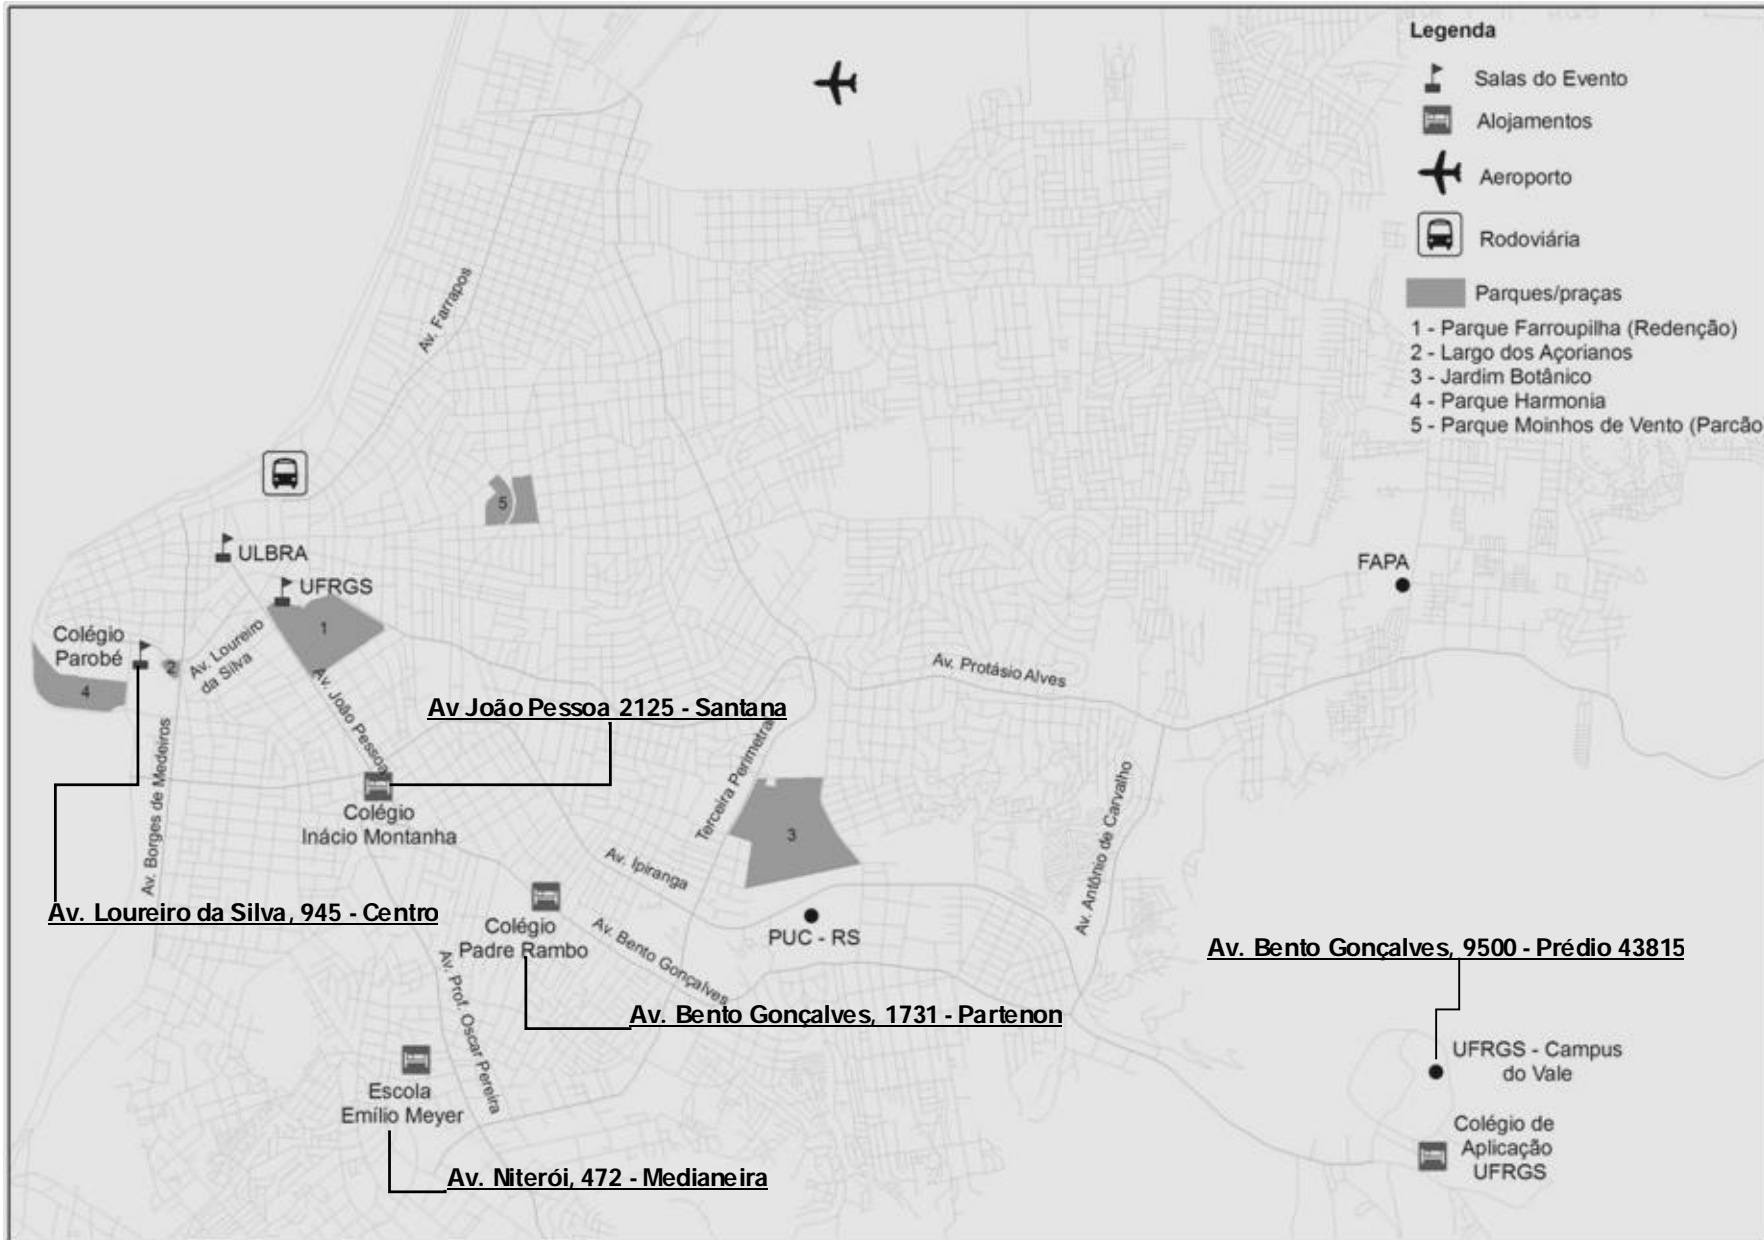 Legenda
Salas do Evento
Alojamentos
Aeroporto
Rodoviária
Parques/praças
1 - Parque Farroupilha (Redenção)
2 - Largo dos Açorianos
3 - Jardim Botânico
4 - Parque Harmonia
5 - Parque Moinhos de Vento (Parcão
Av. Farrapos
5
ULBRA
UFRGS
FAPA
1
Colégio
Parobé
2
Av. Loureiro
da Silva
4
Av. João Pessoa
Av. Protásio Alves
Av João Pessoa 2125 - Santana
Av. Borges de Medeiros
Terceira Perimetral
Colégio
Inácio Montanha
3
Av. Antônio de Carvalho
Av. Ipiranga
Av. Loureiro da Silva, 945 - Centro
Colégio
Padre Rambo
Av. Bento Gonçalves
PUC - RS
Av. Bento Gonçalves, 9500 - Prédio 43815
Av. Prof. Oscar Pereira
Av. Bento Gonçalves, 1731 - Partenon
UFRGS - Campus
do Vale
Escola
Emílio Meyer
Colégio de
Aplicação
UFRGS
Av. Niterói, 472 - Medianeira